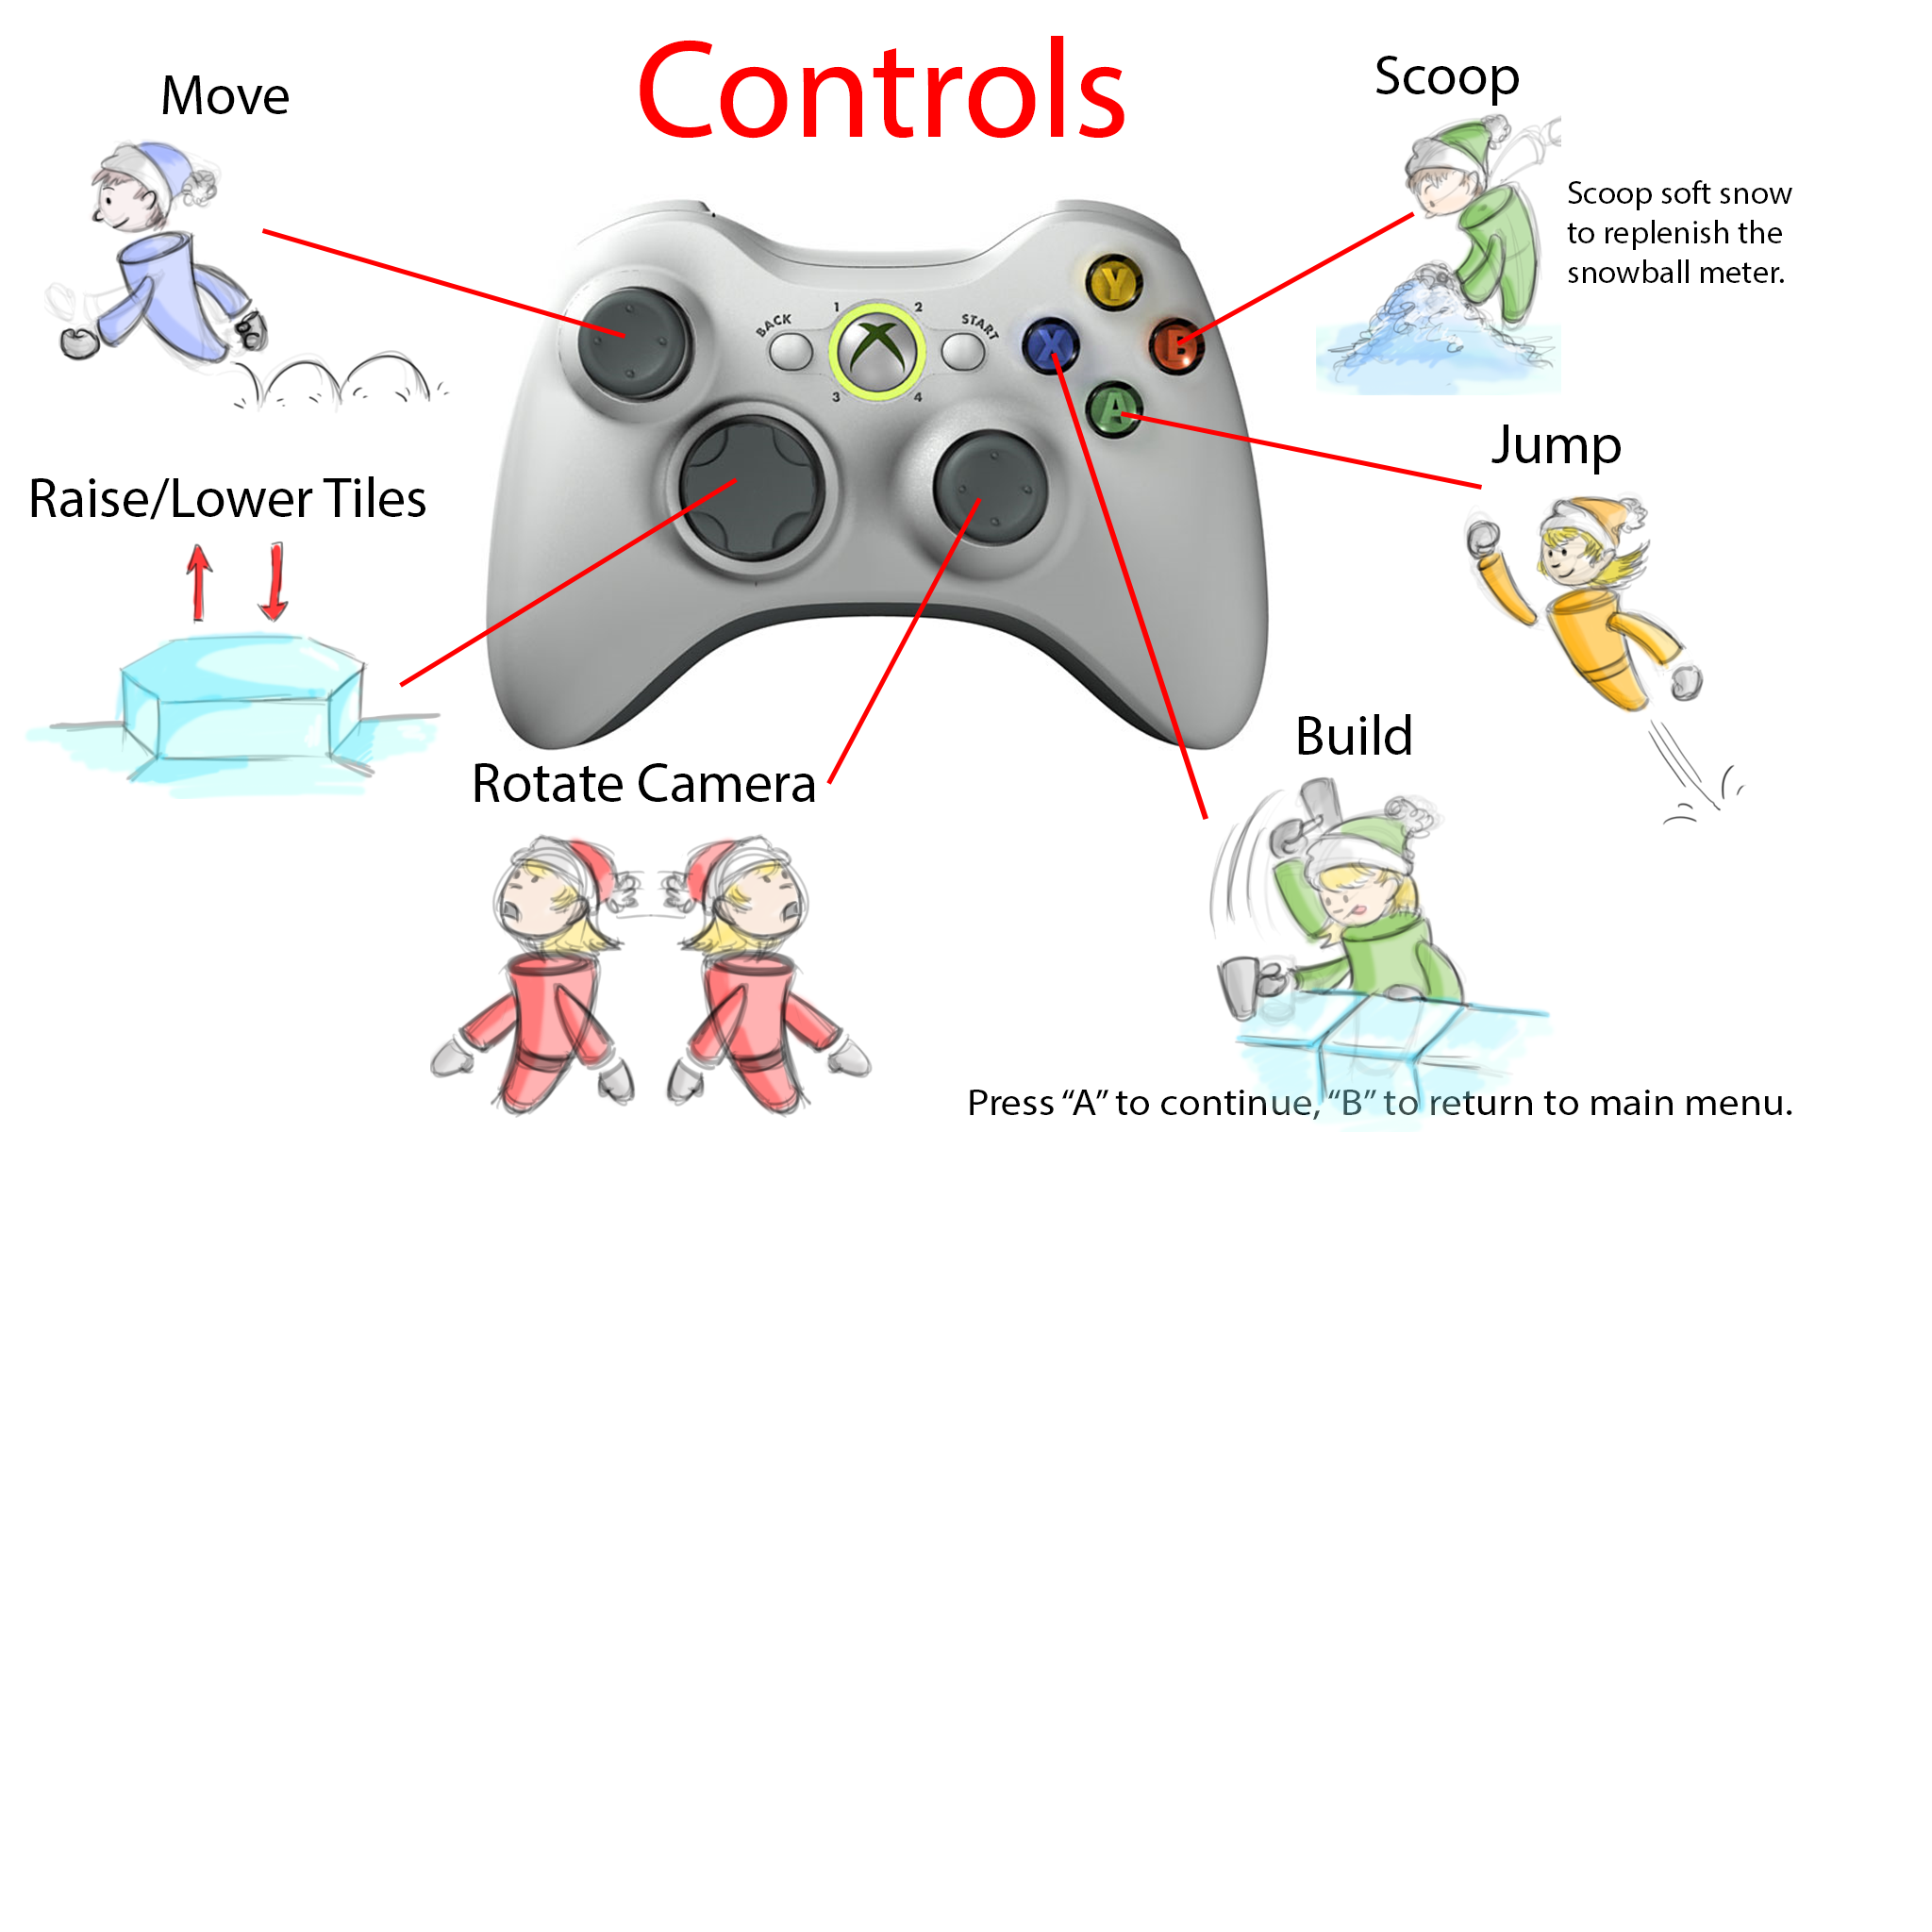 Controls
Move
Scoop
Scoop soft snow
to replenish the
snowball meter.
BACK
1
2
START
3
4
Y
X
B
A
Jump
Raise/Lower Tiles
Build
Rotate Camera
Press “A” to continue, “B” to return to main menu.